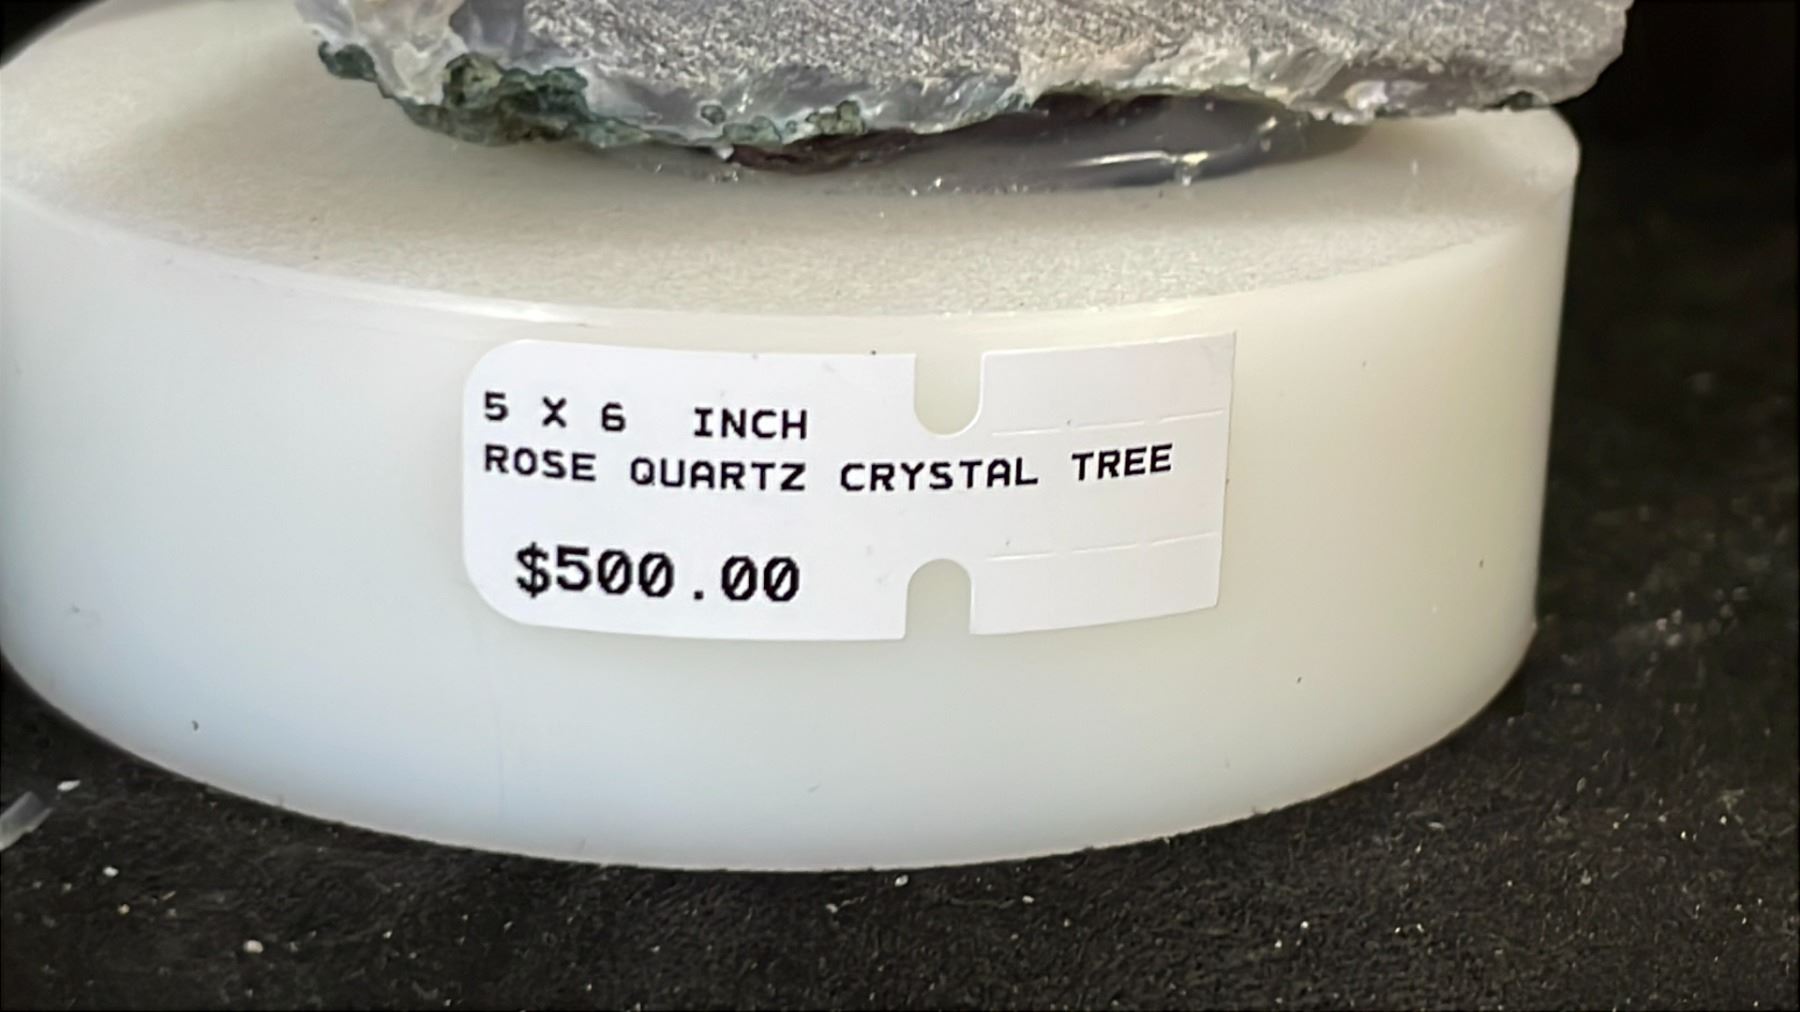 5 X 6 INCH
ROSE QUARTZ CRYSTAL TREE
$500.00